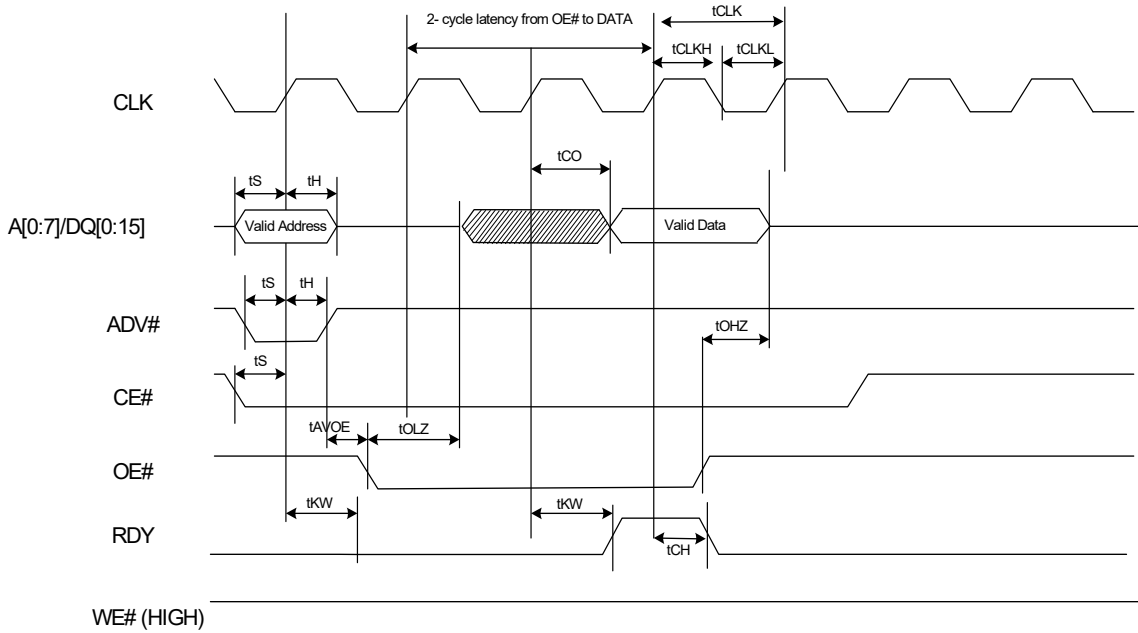 2- cycle latency from OE# to DATA
tCLK
tCLKH
tCLKL
CLK
tCO
tS
tH
A[0:7]/DQ[0:15]
Valid Address
Valid Data
tS
tH
ADV#
tOHZ
tS
CE#
tAVOE
tOLZ
OE#
tKW
tKW
RDY
tCH
WE# (HIGH)